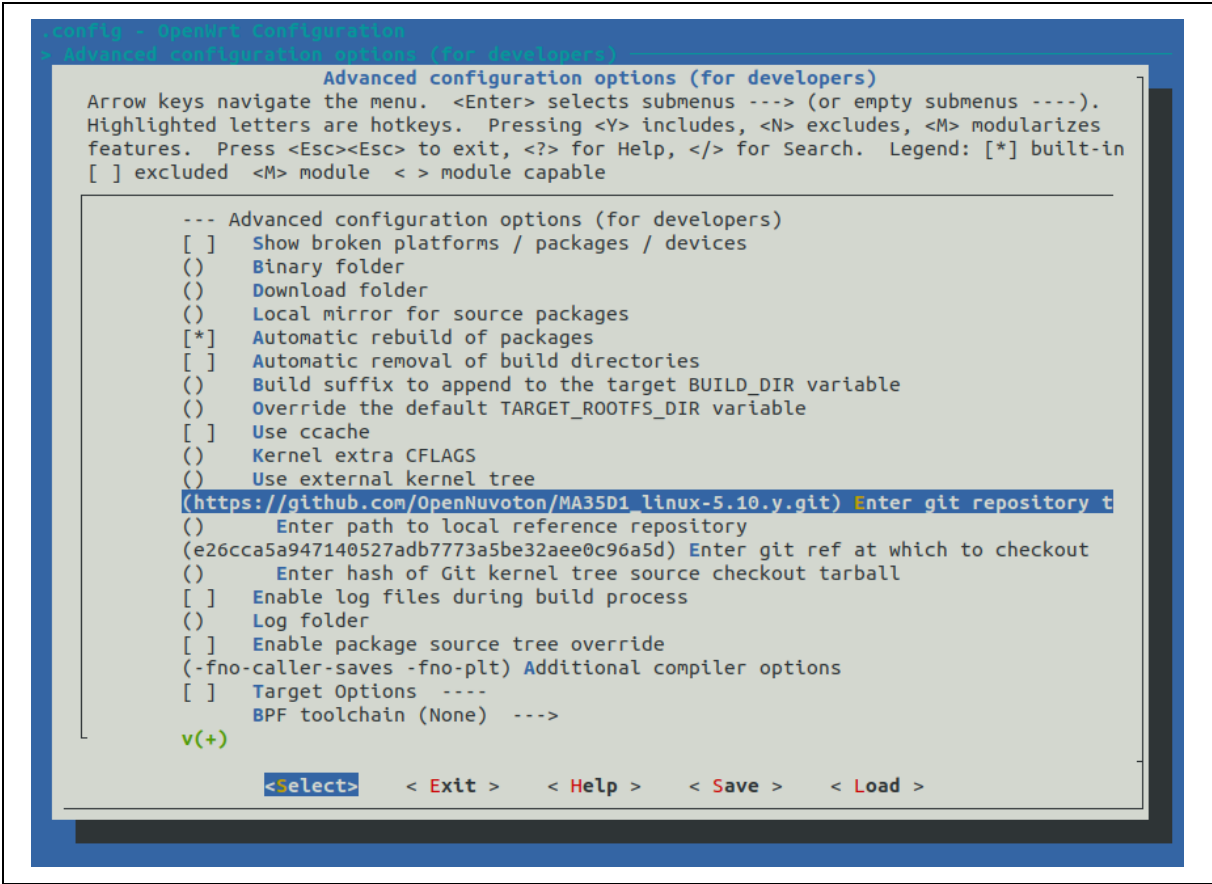 .config - OpenWrt Configuration
> Advanced configuration options (for developers)
Advanced configuration options (for developers)
Arrow keys navigate the menu.  <Enter> selects submenus ---> (or empty submenus ----).
Highlighted letters are hotkeys.  Pressing <Y> includes, <N> excludes, <M> modularizes
features.  Press <Esc><Esc> to exit, <?> for Help, </> for Search.  Legend: [*] built-in
[ ] excluded  <M> module  < > module capable
--- Advanced configuration options (for developers)
[ ]   Show broken platforms / packages / devices
()    Binary folder
()    Download folder
()    Local mirror for source packages
[*]   Automatic rebuild of packages
[ ]   Automatic removal of build directories
()    Build suffix to append to the target BUILD_DIR variable
()    Override the default TARGET_ROOTFS_DIR variable
[ ]   Use ccache
()    Kernel extra CFLAGS
()    Use external kernel tree
(https://github.com/OpenNuvoton/MA35D1_linux-5.10.y.git) Enter git repository t
()      Enter path to local reference repository
(e26cca5a947140527adb7773a5be32aee0c96a5d) Enter git ref at which to checkout
()      Enter hash of Git kernel tree source checkout tarball
[ ]   Enable log files during build process
()    Log folder
[ ]   Enable package source tree override
(-fno-caller-saves -fno-plt) Additional compiler options
[ ]   Target Options  ----
BPF toolchain (None)  --->
v(+)
<Select>    < Exit >    < Help >    < Save >    < Load >